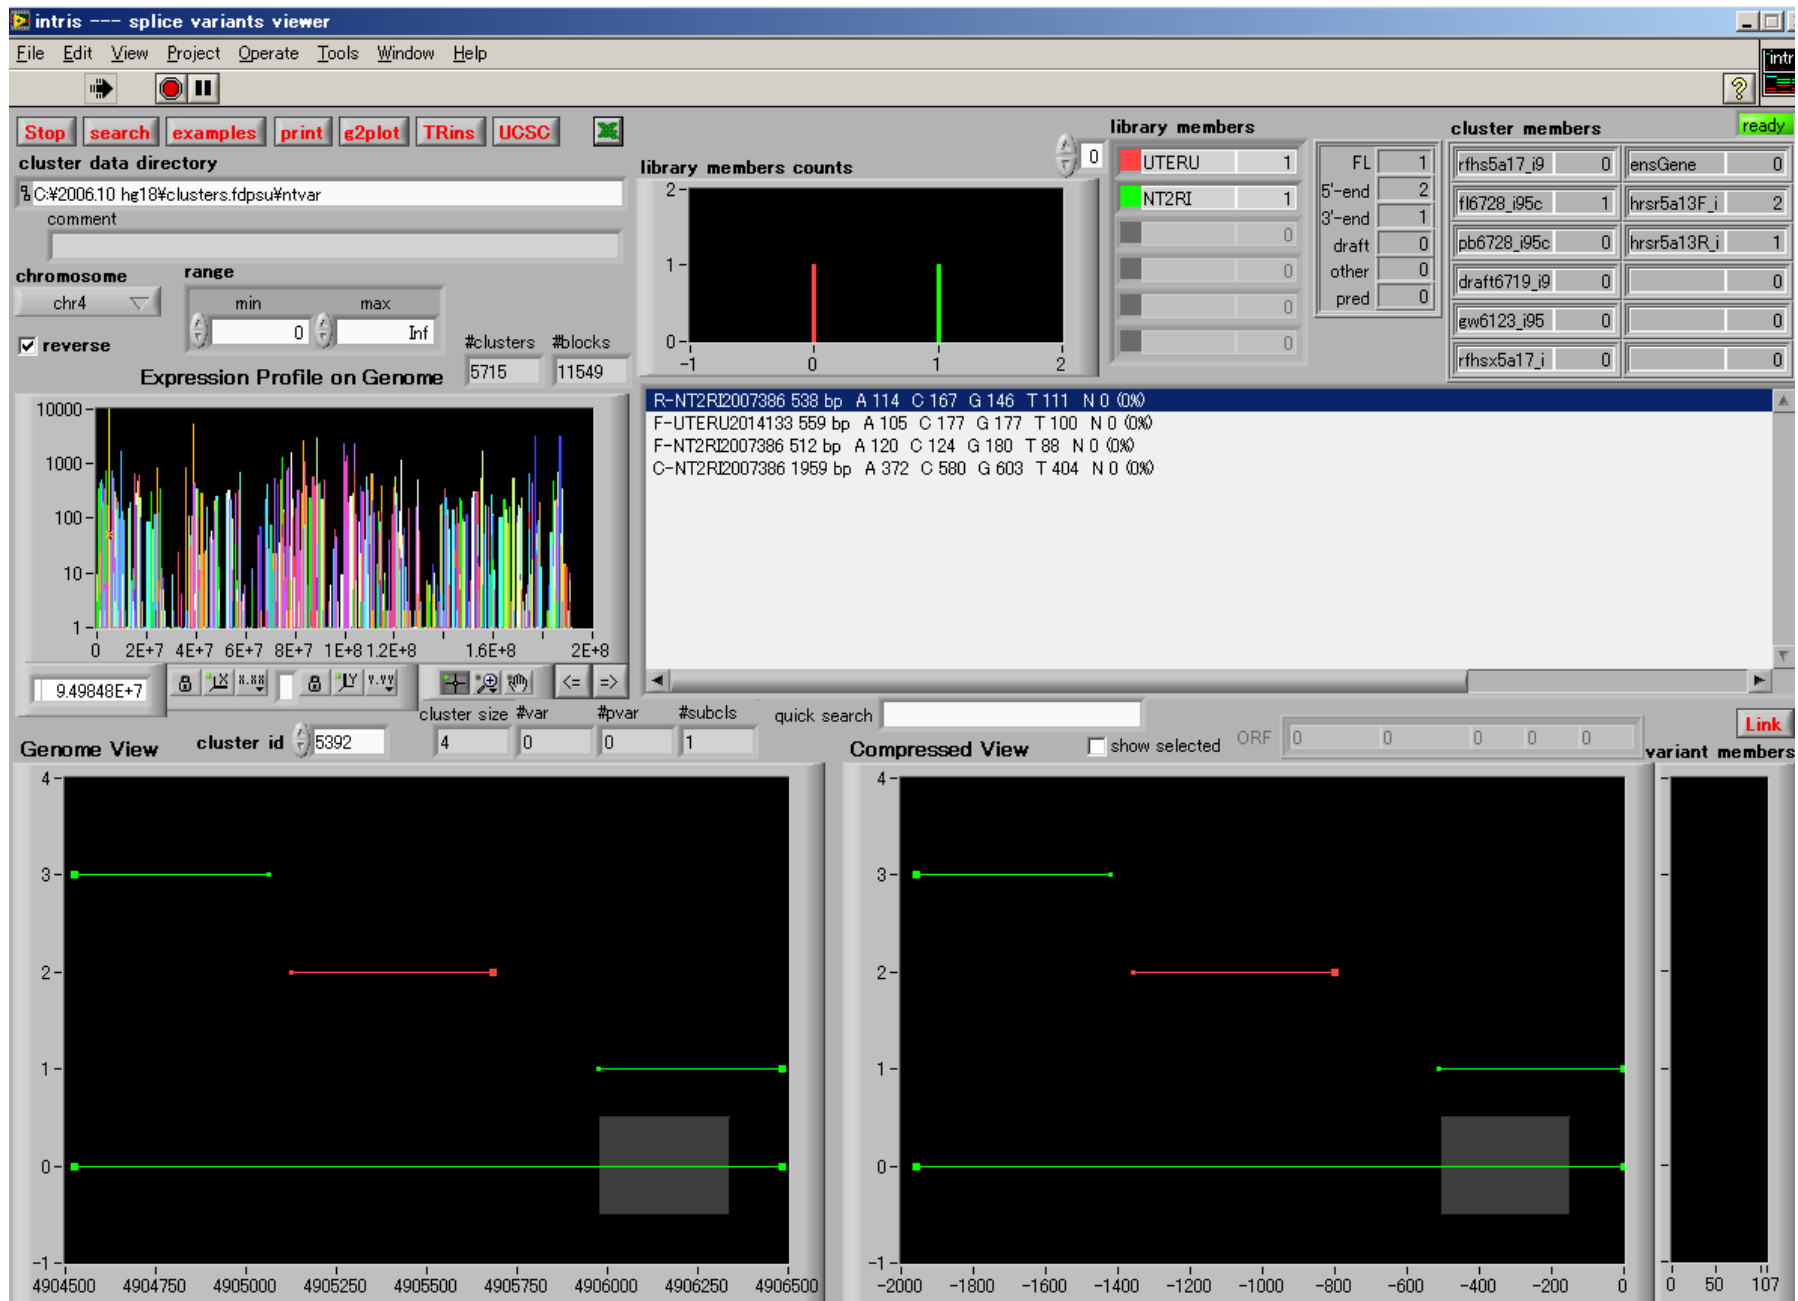 intris --- splice variants viewer
File Edit View Project Operate Tools Window Help
intr
Stop search examples print g2plot TRins UCSC
cluster data directory
C:¥2006.10 hg18¥clusters.fdpsu¥ntvar
comment
chromosome range
chr4 min max
0 Inf
reverse
#clusters #blocks
5715 11549
library members counts
2
1
0
-1 0 1 2
0
library members
UTERU 1
NT2RI 1
0
0
0
0
FL 1
5'-end 2
3'-end 1
draft 0
other 0
pred 0
cluster members ready
rfhs5a17_i9 0 ensGene 0
fl6728_i95c 1 hrsr5a13F_i 2
pb6728_i95c 0 hrsr5a13R_i 1
draft6719_i9 0 0
gw6123_i95 0 0
rfhsx5a17_i 0 0
Expression Profile on Genome
10000
1000
100
10
1
0 2E+7 4E+7 6E+7 8E+7 1E+8 1.2E+8 1.6E+8 2E+8
9.49848E+7 X X.XX Y Y.YY <= =>
R-NT2RI2007386 538 bp A 114 C 167 G 146 T 111 N 0 (0%)
F-UTERU2014133 559 bp A 105 C 177 G 177 T 100 N 0 (0%)
F-NT2RI2007386 512 bp A 120 C 124 G 180 T 88 N 0 (0%)
C-NT2RI2007386 1959 bp A 372 C 580 G 603 T 404 N 0 (0%)
cluster size #var #pvar #subcls quick search
Genome View cluster id 5392 4 0 0 1
Compressed View show selected ORF 0 0 0 0 0 Link
variant members
4
3
2
1
0
-1
4904500 4904750 4905000 4905250 4905500 4905750 4906000 4906250 4906500
4
3
2
1
0
-1
-2000 -1800 -1600 -1400 -1200 -1000 -800 -600 -400 -200 0
0 50 107